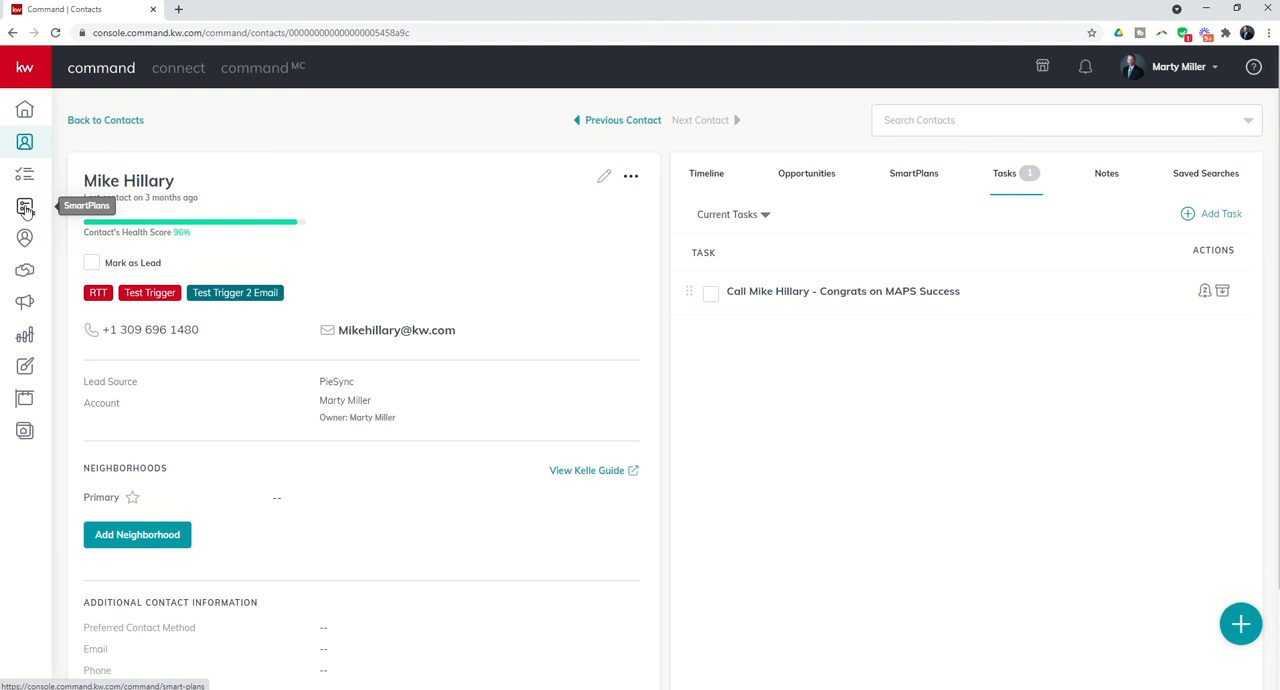 kw Command | Contacts
console.command.kw.com/command/contacts/000000000000000005458a9c
1
9+
kw command connect command MC
Marty Miller
?
Back to Contacts
Previous Contact Next Contact
Search Contacts
Mike Hillary
Last contact on 3 months ago
SmartPlans
Contact's Health Score 96%
Mark as Lead
RTT Test Trigger Test Trigger 2 Email
+1 309 696 1480 Mikehillary@kw.com
Lead Source PieSync
Account Marty Miller
Owner: Marty Miller
NEIGHBORHOODS View Kelle Guide
Primary --
Add Neighborhood
ADDITIONAL CONTACT INFORMATION
Preferred Contact Method --
Email --
Phone --
Timeline Opportunities SmartPlans Tasks 1 Notes Saved Searches
Current Tasks Add Task
TASK ACTIONS
Call Mike Hillary - Congrats on MAPS Success
https://console.command.kw.com/command/smart-plans